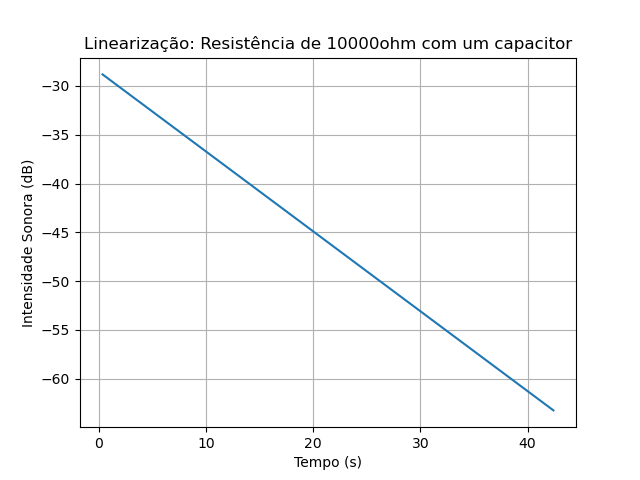 Linearização: Resistência de 10000ohm com um capacitor
Intensidade Sonora (dB)
−30
−35
−40
−45
−50
−55
−60
0 10 20 30 40
Tempo (s)